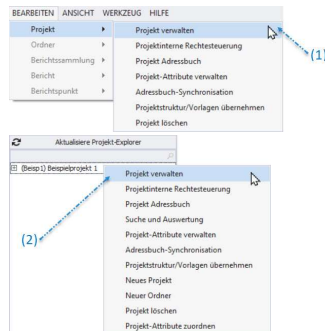 BEARBEITEN ANSICHT WERKZEUG HILFE
Projekt
Ordner
Berichtssammlung
Bericht
Berichtspunkt
Projekt verwalten
Projektinterne Rechtesteuerung
Projekt Adressbuch
Projekt-Attribute verwalten
Adressbuch-Synchronisation
Projektstruktur/Vorlagen übernehmen
Projekt löschen
(1)
Aktualisiere Projekt-Explorer
(Beisp1) Beispielprojekt 1
(2)
Projekt verwalten
Projektinterne Rechtesteuerung
Projekt Adressbuch
Suche und Auswertung
Projekt-Attribute verwalten
Adressbuch-Synchronisation
Projektstruktur/Vorlagen übernehmen
Neues Projekt
Neuer Ordner
Projekt löschen
Projekt-Attribute zuordnen